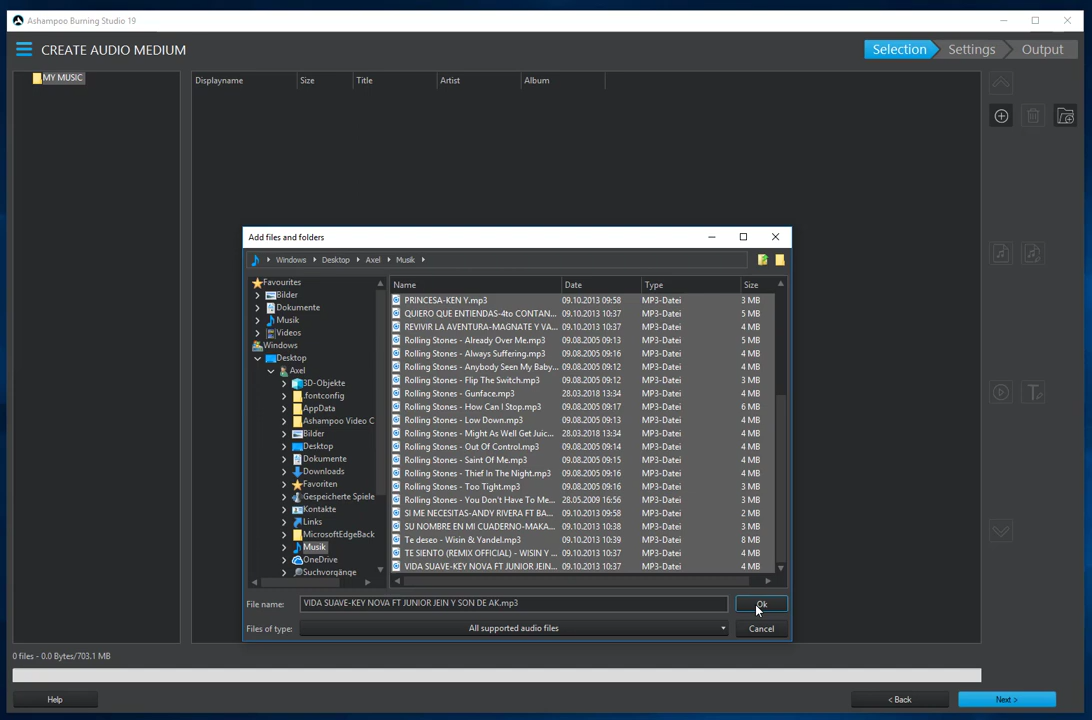 Ashampoo Burning Studio 19
CREATE AUDIO MEDIUM
Selection Settings Output
MY MUSIC
Displayname Size Title Artist Album
Add files and folders
Windows Desktop Axel Musik
Favourites
Bilder
Dokumente
Musik
Videos
Windows
Desktop
Axel
3D-Objekte
.fontconfig
AppData
Ashampoo Video C
Bilder
Desktop
Dokumente
Downloads
Favoriten
Gespeicherte Spiele
Kontakte
Links
MicrosoftEdgeBack
Musik
OneDrive
Suchvorgänge
Name Date Type Size
PRINCESA-KEN Y.mp3 09.10.2013 09:58 MP3-Datei 3 MB
QUIERO QUE ENTIENDAS-4to CONTAN... 09.10.2013 10:37 MP3-Datei 5 MB
REVIVIR LA AVENTURA-MAGNATE Y VA... 09.10.2013 10:37 MP3-Datei 4 MB
Rolling Stones - Already Over Me.mp3 09.08.2005 09:13 MP3-Datei 5 MB
Rolling Stones - Always Suffering.mp3 09.08.2005 09:16 MP3-Datei 4 MB
Rolling Stones - Anybody Seen My Baby... 09.08.2005 09:12 MP3-Datei 4 MB
Rolling Stones - Flip The Switch.mp3 09.08.2005 09:12 MP3-Datei 3 MB
Rolling Stones - Gunface.mp3 28.03.2018 13:34 MP3-Datei 4 MB
Rolling Stones - How Can I Stop.mp3 09.08.2005 09:17 MP3-Datei 6 MB
Rolling Stones - Low Down.mp3 09.08.2005 09:13 MP3-Datei 4 MB
Rolling Stones - Might As Well Get Juic... 28.03.2018 13:34 MP3-Datei 4 MB
Rolling Stones - Out Of Control.mp3 09.08.2005 09:14 MP3-Datei 4 MB
Rolling Stones - Saint Of Me.mp3 09.08.2005 09:15 MP3-Datei 4 MB
Rolling Stones - Thief In The Night.mp3 09.08.2005 09:16 MP3-Datei 4 MB
Rolling Stones - Too Tight.mp3 09.08.2005 09:16 MP3-Datei 3 MB
Rolling Stones - You Don't Have To Me... 28.05.2009 16:56 MP3-Datei 3 MB
SI ME NECESITAS-ANDY RIVERA FT BA... 09.10.2013 09:58 MP3-Datei 2 MB
SU NOMBRE EN MI CUADERNO-MAKA... 09.10.2013 10:38 MP3-Datei 3 MB
Te deseo - Wisin & Yandel.mp3 09.10.2013 10:39 MP3-Datei 8 MB
TE SIENTO (REMIX OFFICIAL) - WISIN Y ... 09.10.2013 10:37 MP3-Datei 4 MB
VIDA SUAVE-KEY NOVA FT JUNIOR JEIN... 09.10.2013 10:37 MP3-Datei 4 MB
File name: VIDA SUAVE-KEY NOVA FT JUNIOR JEIN Y SON DE AK.mp3 Ok
Files of type: All supported audio files Cancel
0 files - 0.0 Bytes/703.1 MB
Help < Back Next >